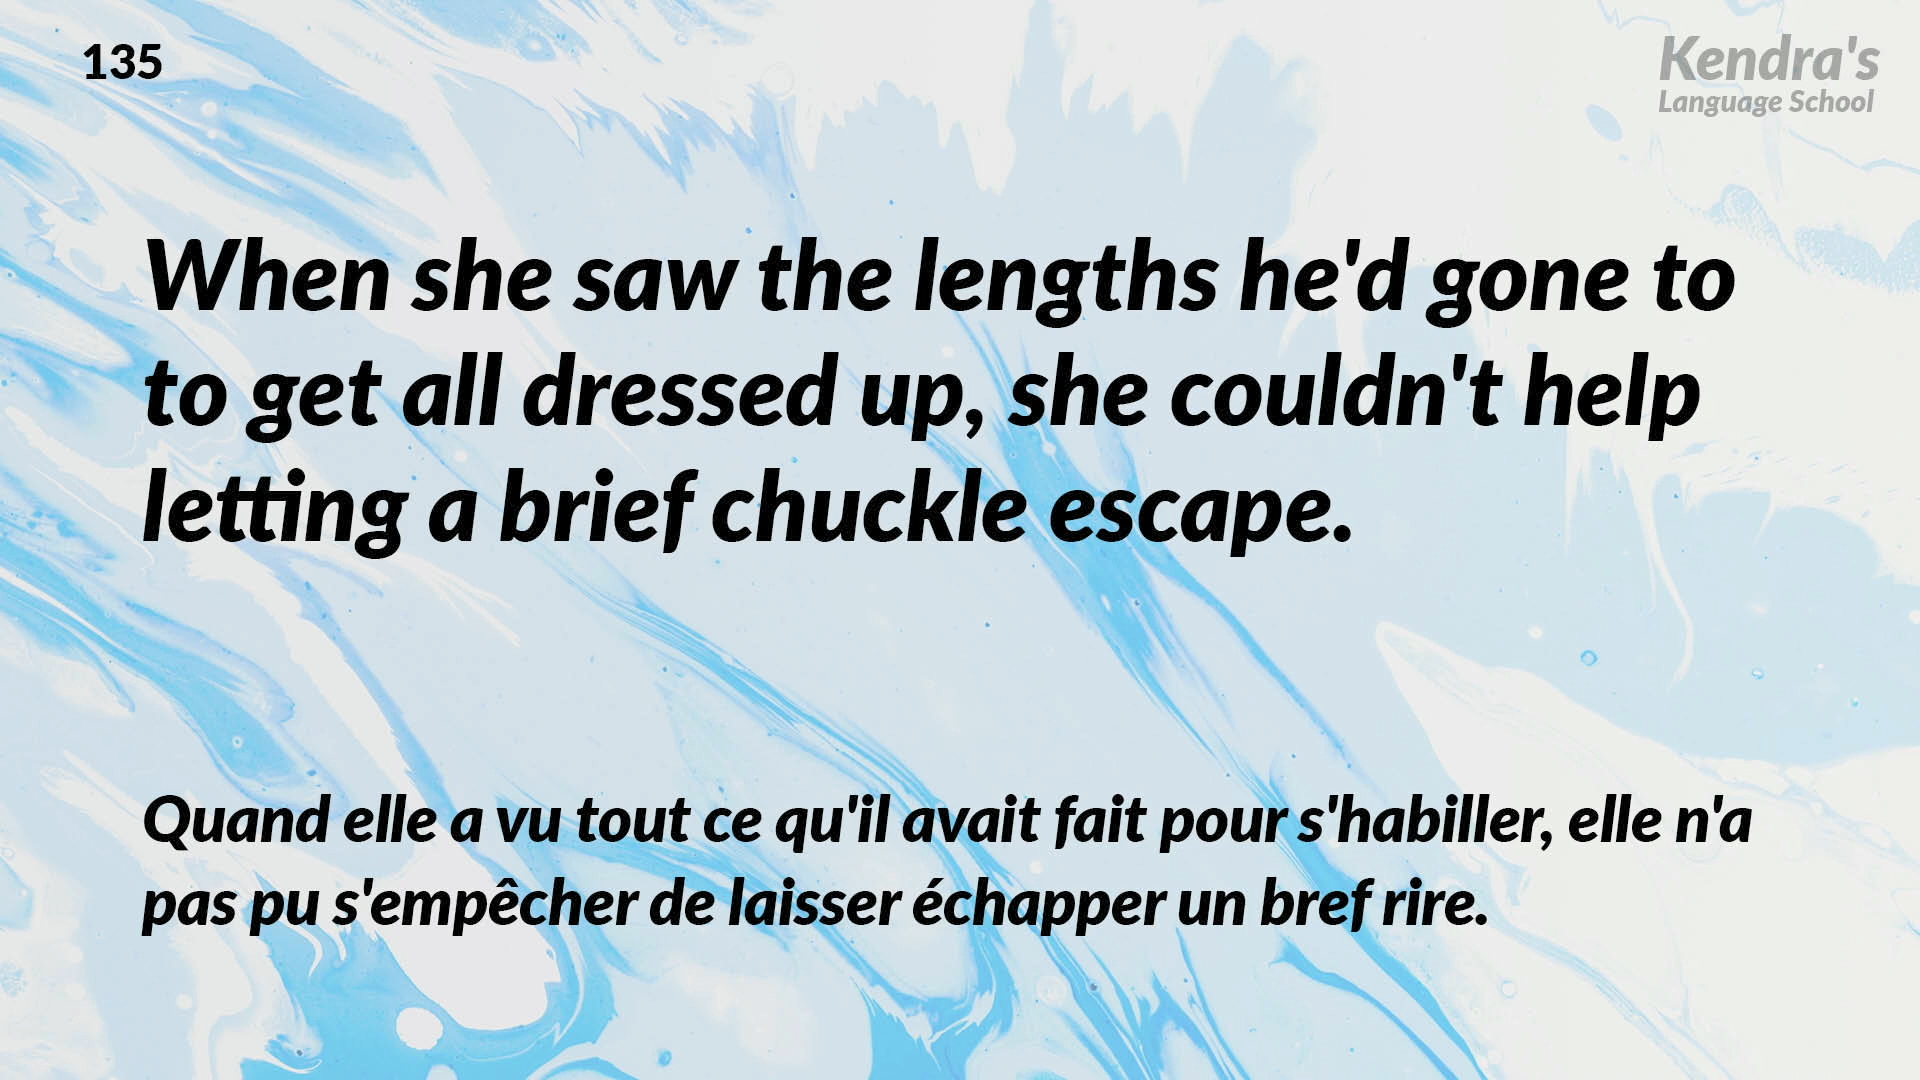 135
Kendra's
Language School
When she saw the lengths he'd gone to
to get all dressed up, she couldn't help
letting a brief chuckle escape.
Quand elle a vu tout ce qu'il avait fait pour s'habiller, elle n'a
pas pu s'empêcher de laisser échapper un bref rire.